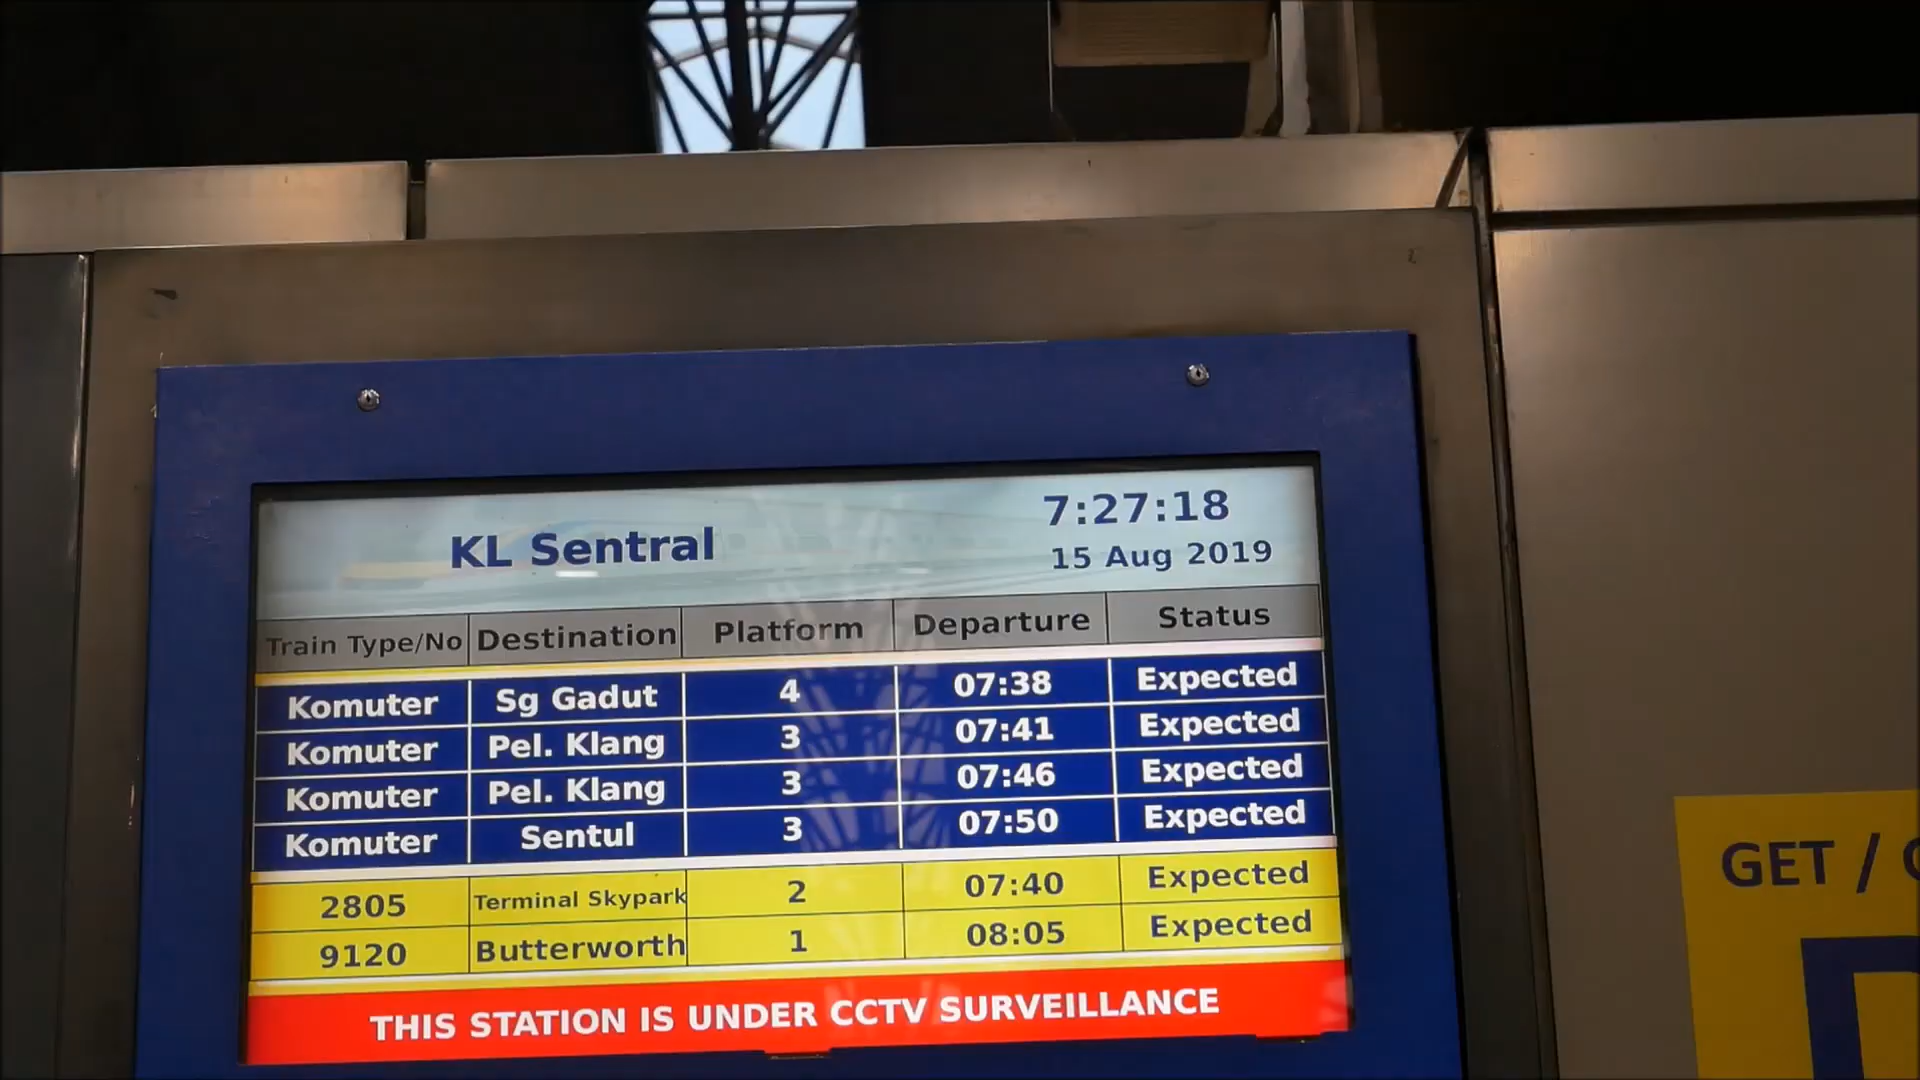 KL Sentral
7:27:18
15 Aug 2019
Train Type/No Destination Platform Departure Status
Komuter Sg Gadut 4 07:38 Expected
Komuter Pel. Klang 3 07:41 Expected
Komuter Pel. Klang 3 07:46 Expected
Komuter Sentul 3 07:50 Expected
2805 Terminal Skypark 2 07:40 Expected
9120 Butterworth 1 08:05 Expected
THIS STATION IS UNDER CCTV SURVEILLANCE
GET /